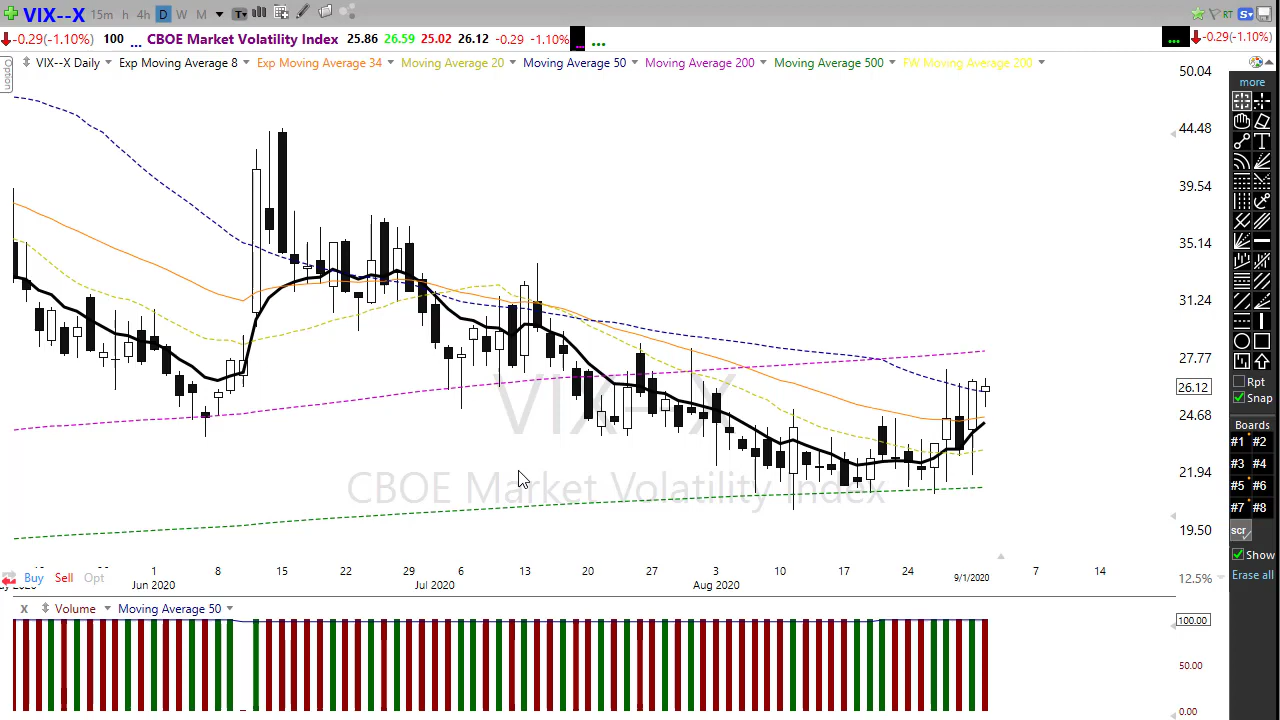 VIX--X 15m h 4h D W M T RT S
-0.29(-1.10%) 100 ... CBOE Market Volatility Index 25.86 26.59 25.02 26.12 -0.29 -1.10% ... ... ... -0.29(-1.10%)
Option
VIX--X Daily Exp Moving Average 8 Exp Moving Average 34 Moving Average 20 Moving Average 50 Moving Average 200 Moving Average 500 FW Moving Average 200
50.04
44.48
39.54
35.14
31.24
27.77
26.12
24.68
21.94
19.50
VIX--X
CBOE Market Volatility Index
1 8 15 22 29 6 13 20 27 3 10 17 24 9/1/2020 7 14
Jun 2020 Jul 2020 Aug 2020
Buy Sell Opt
12.5%
X Volume Moving Average 50
100.00
50.00
0.00
more
T
Rpt
Snap
Boards
#1 #2
#3 #4
#5 #6
#7 #8
scr
Show
Erase all